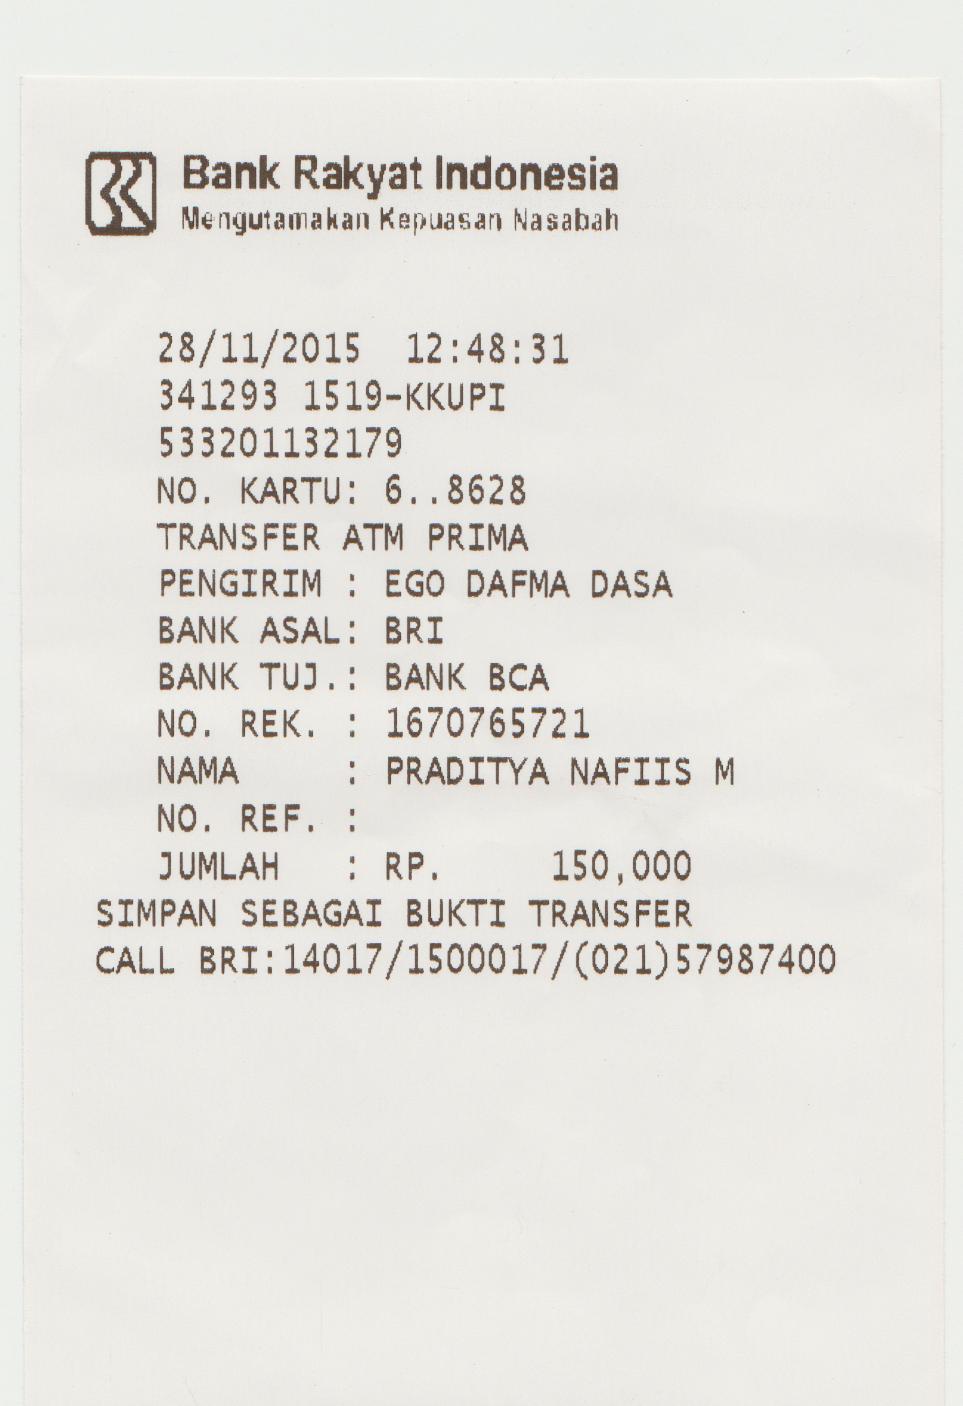 Bank Rakyat Indonesia
Mengutamakan Kepuasan Nasabah
28/11/2015 12:48:31
341293 1519-KKUPI
533201132179
NO. KARTU: 6..8628
TRANSFER ATM PRIMA
PENGIRIM : EGO DAFMA DASA
BANK ASAL: BRI
BANK TUJ.: BANK BCA
NO. REK. : 1670765721
NAMA : PRADITYA NAFIIS M
NO. REF. :
JUMLAH : RP. 150,000
SIMPAN SEBAGAI BUKTI TRANSFER
CALL BRI:14017/1500017/(021)57987400